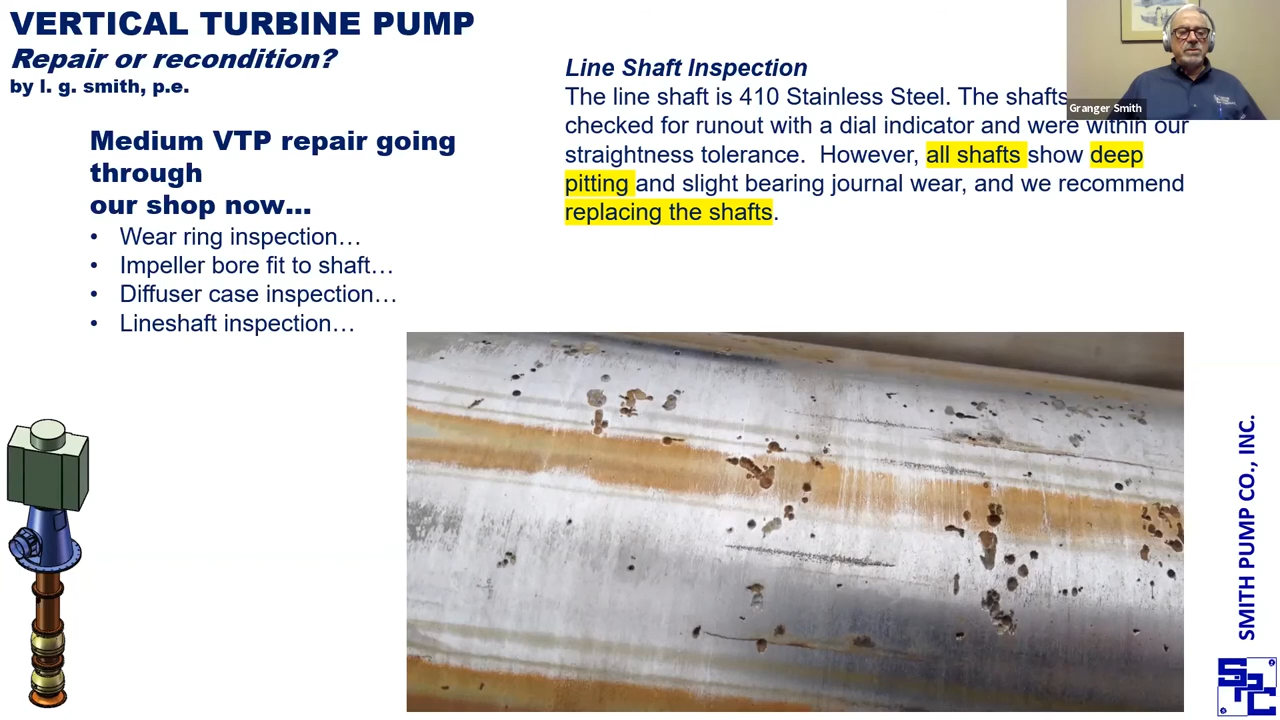 VERTICAL TURBINE PUMP
Repair or recondition?
by l. g. smith, p.e.
Medium VTP repair going
through
our shop now…
• Wear ring inspection…
• Impeller bore fit to shaft…
• Diffuser case inspection…
• Lineshaft inspection…
Line Shaft Inspection
The line shaft is 410 Stainless Steel. The shafts
checked for runout with a dial indicator and were within our
straightness tolerance. However, all shafts show deep
pitting and slight bearing journal wear, and we recommend
replacing the shafts.
Granger Smith
SMITH PUMP CO., INC.
SPC